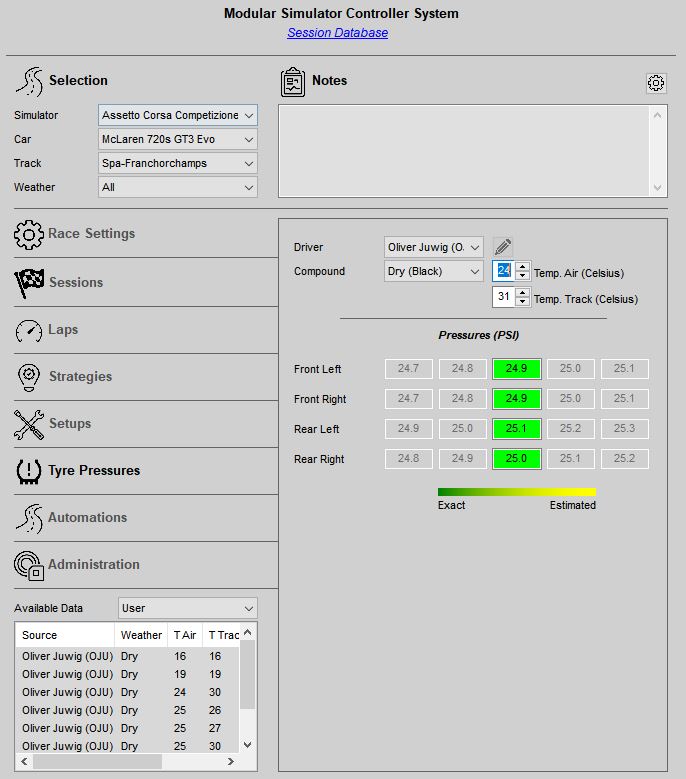 Modular Simulator Controller System
Session Database
Selection
Simulator Assetto Corsa Competizione
Car McLaren 720s GT3 Evo
Track Spa-Franchorchamps
Weather All
Notes
Race Settings
Sessions
Laps
Strategies
Setups
Tyre Pressures
Automations
Administration
Available Data User
Source Weather T Air T Trac
Oliver Juwig (OJU) Dry 16 16
Oliver Juwig (OJU) Dry 19 19
Oliver Juwig (OJU) Dry 24 30
Oliver Juwig (OJU) Dry 25 26
Oliver Juwig (OJU) Dry 25 27
Oliver Juwig (OJU) Dry 25 30
Driver Oliver Juwig (O.
Compound Dry (Black) 24 Temp. Air (Celsius)
31 Temp. Track (Celsius)
Pressures (PSI)
Front Left 24.7 24.8 24.9 25.0 25.1
Front Right 24.7 24.8 24.9 25.0 25.1
Rear Left 24.9 25.0 25.1 25.2 25.3
Rear Right 24.8 24.9 25.0 25.1 25.2
Exact Estimated